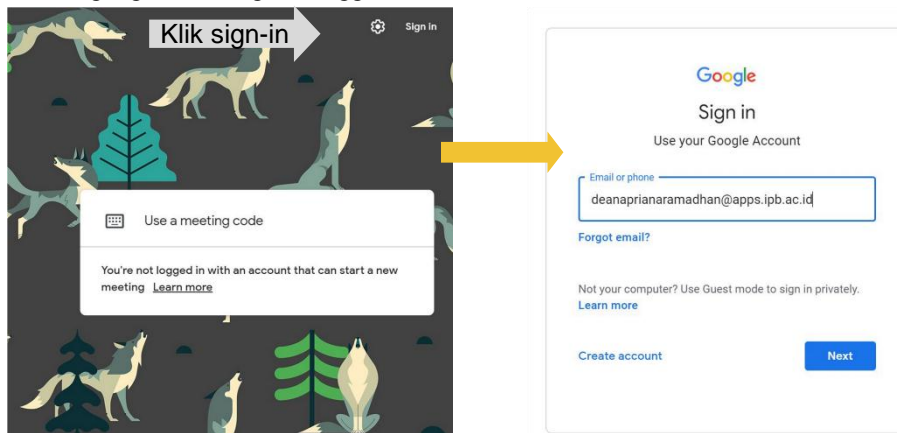 Klik sign-in
Sign in
Use a meeting code
You're not logged in with an account that can start a new
meeting Learn more
Google
Sign in
Use your Google Account
Email or phone
deanaprianaramadhan@apps.ipb.ac.id
Forgot email?
Not your computer? Use Guest mode to sign in privately.
Learn more
Create account
Next